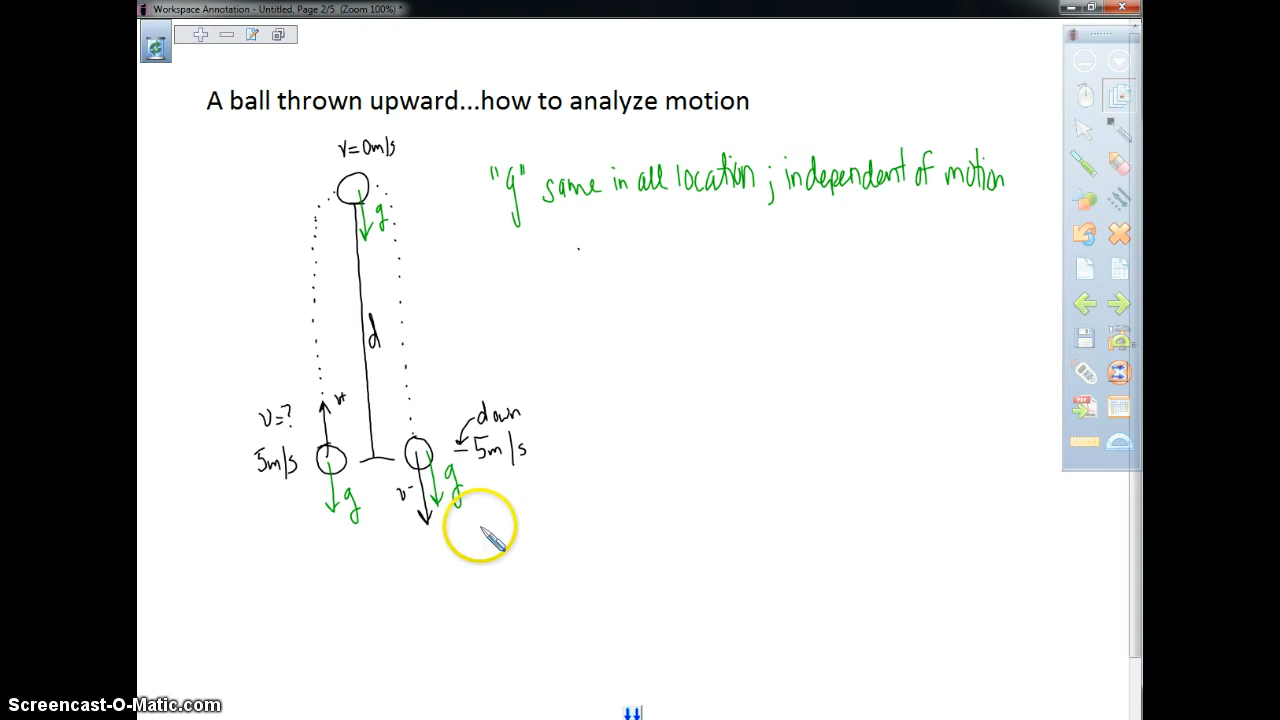 Workspace Annotation - Untitled, Page 2/5 (Zoom 100%) *
A ball thrown upward...how to analyze motion
v=0m/s
"g" same in all location ; independent of motion
g
d
v+
v=?
down
5m/s
-5m/s
g
v-
g
PDF
Screencast-O-Matic.com